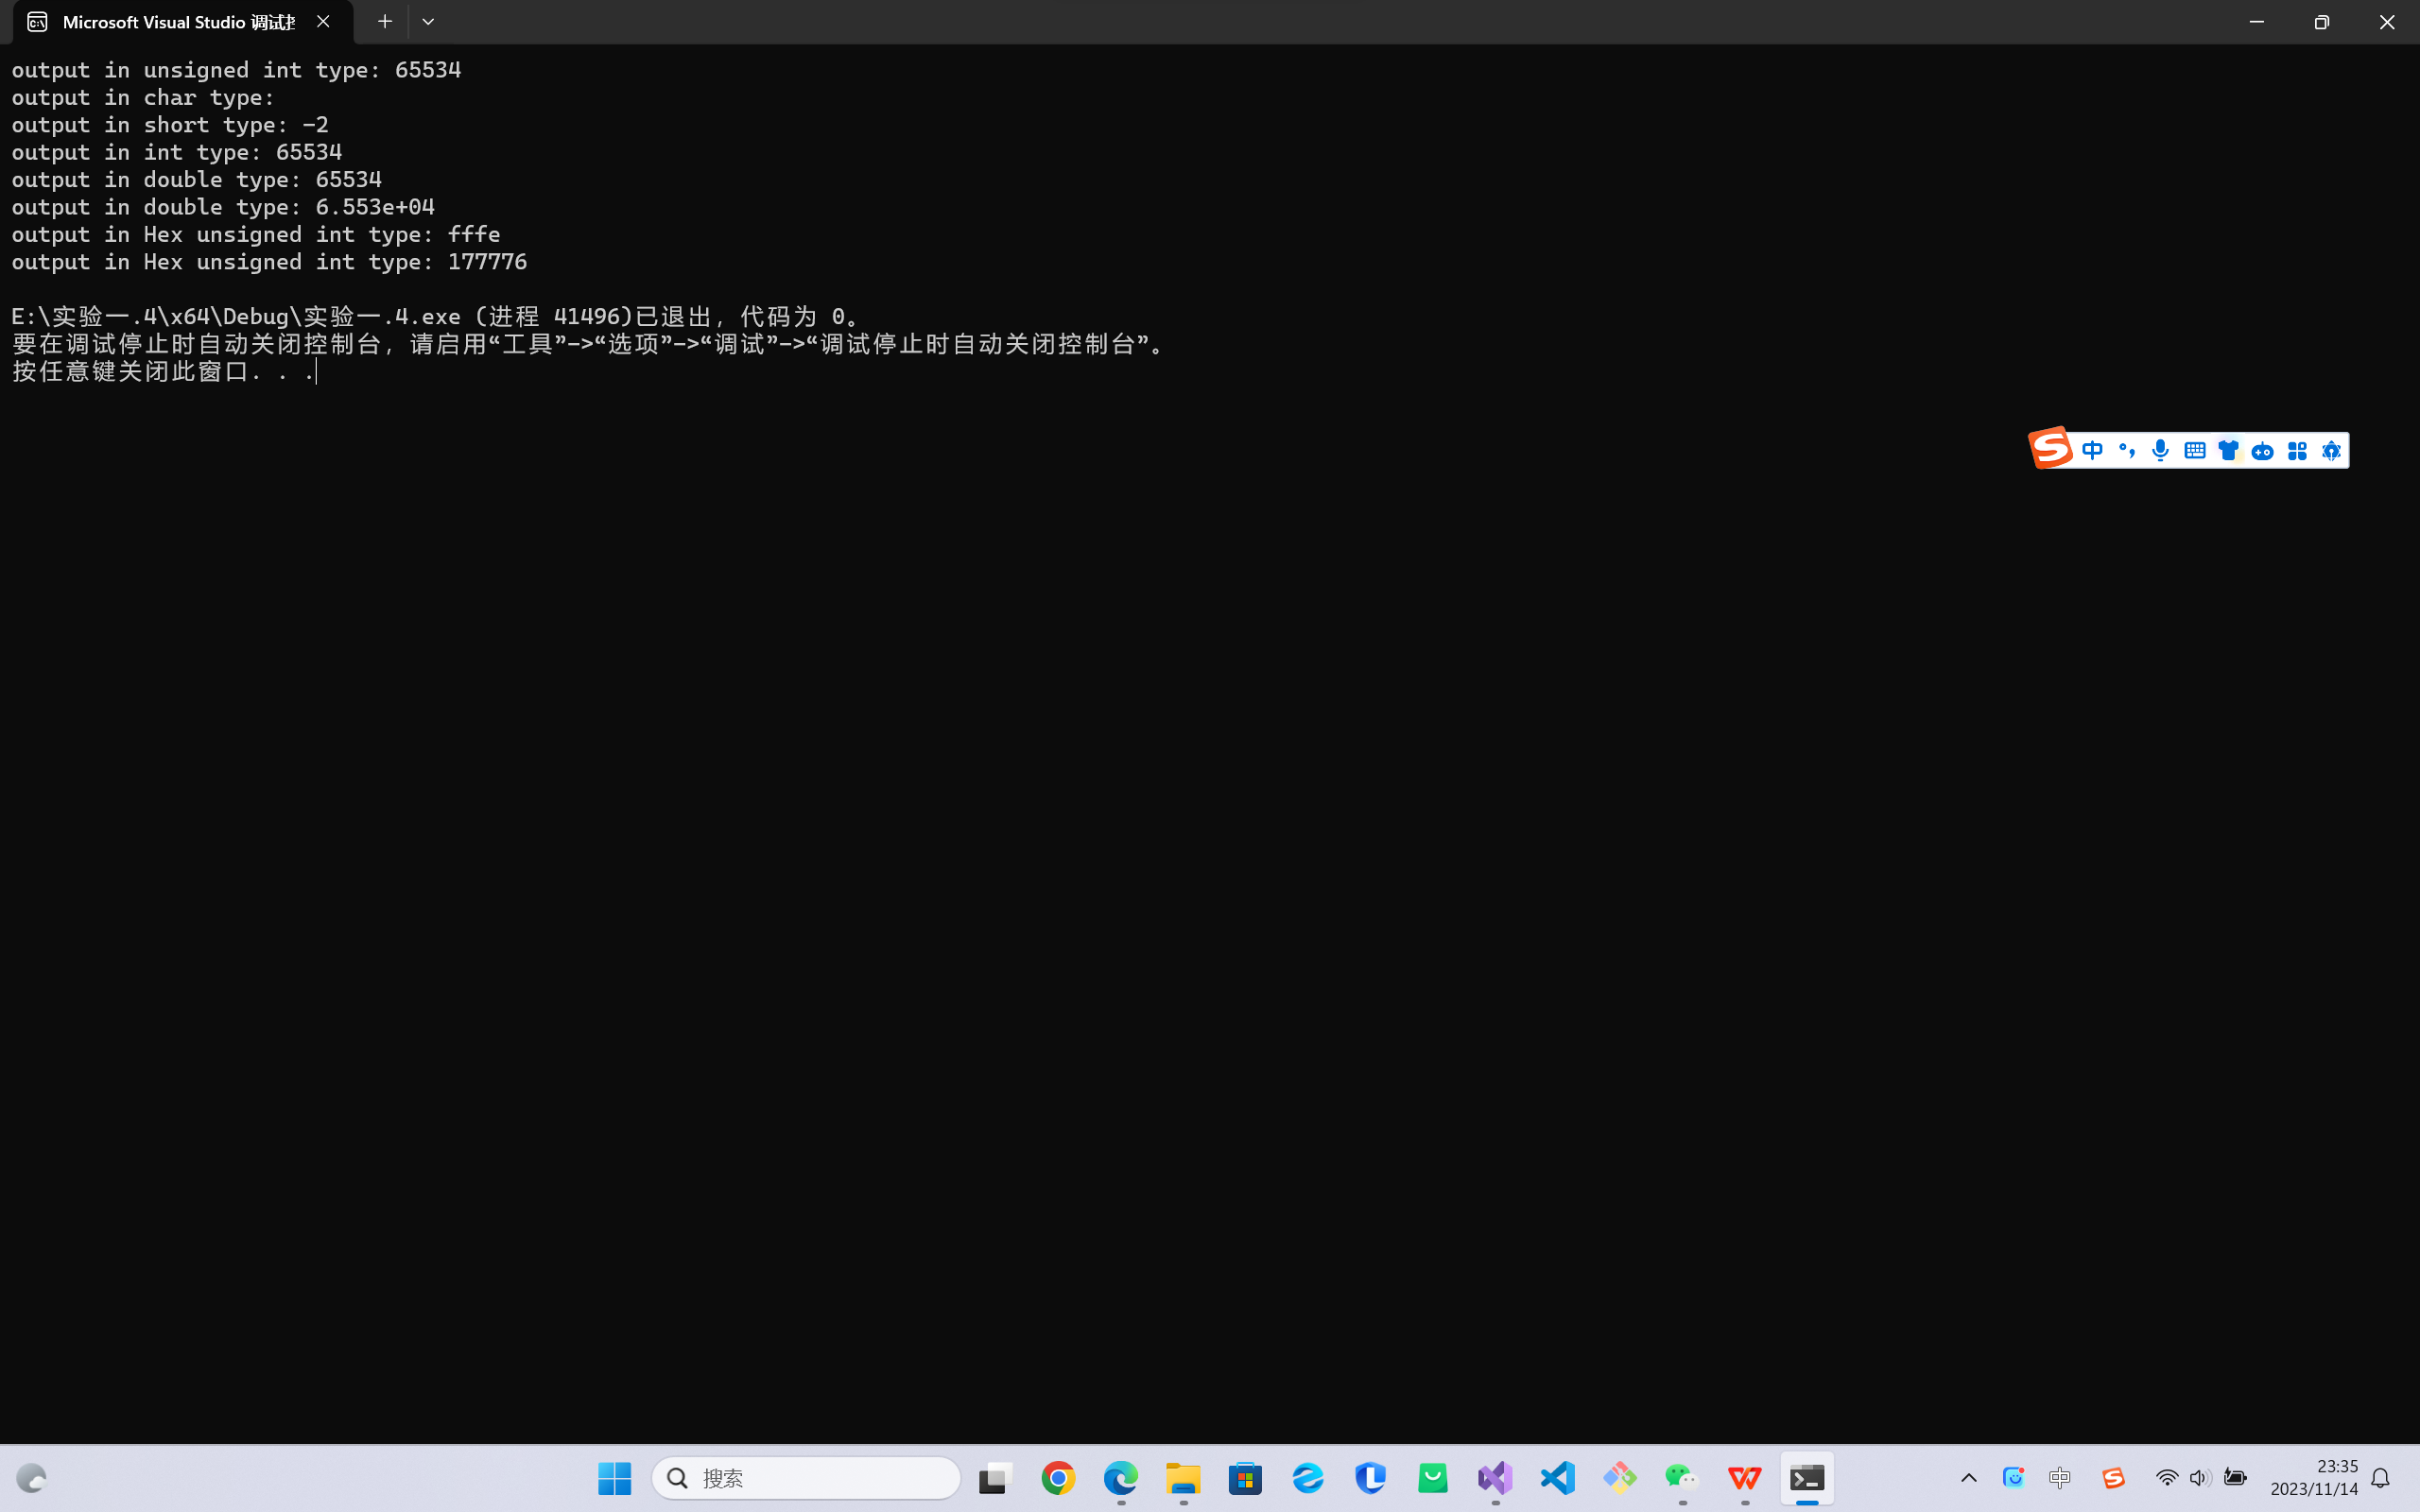 Microsoft Visual Studio 调试
output in unsigned int type: 65534
output in char type:
output in short type: -2
output in int type: 65534
output in double type: 65534
output in double type: 6.553e+04
output in Hex unsigned int type: fffe
output in Hex unsigned int type: 177776
E:\实验一.4\x64\Debug\实验一.4.exe (进程 41496)已退出，代码为 0。
要在调试停止时自动关闭控制台，请启用“工具”->“选项”->“调试”->“调试停止时自动关闭控制台”。
按任意键关闭此窗口. . .
中
搜索
中
23:35
2023/11/14